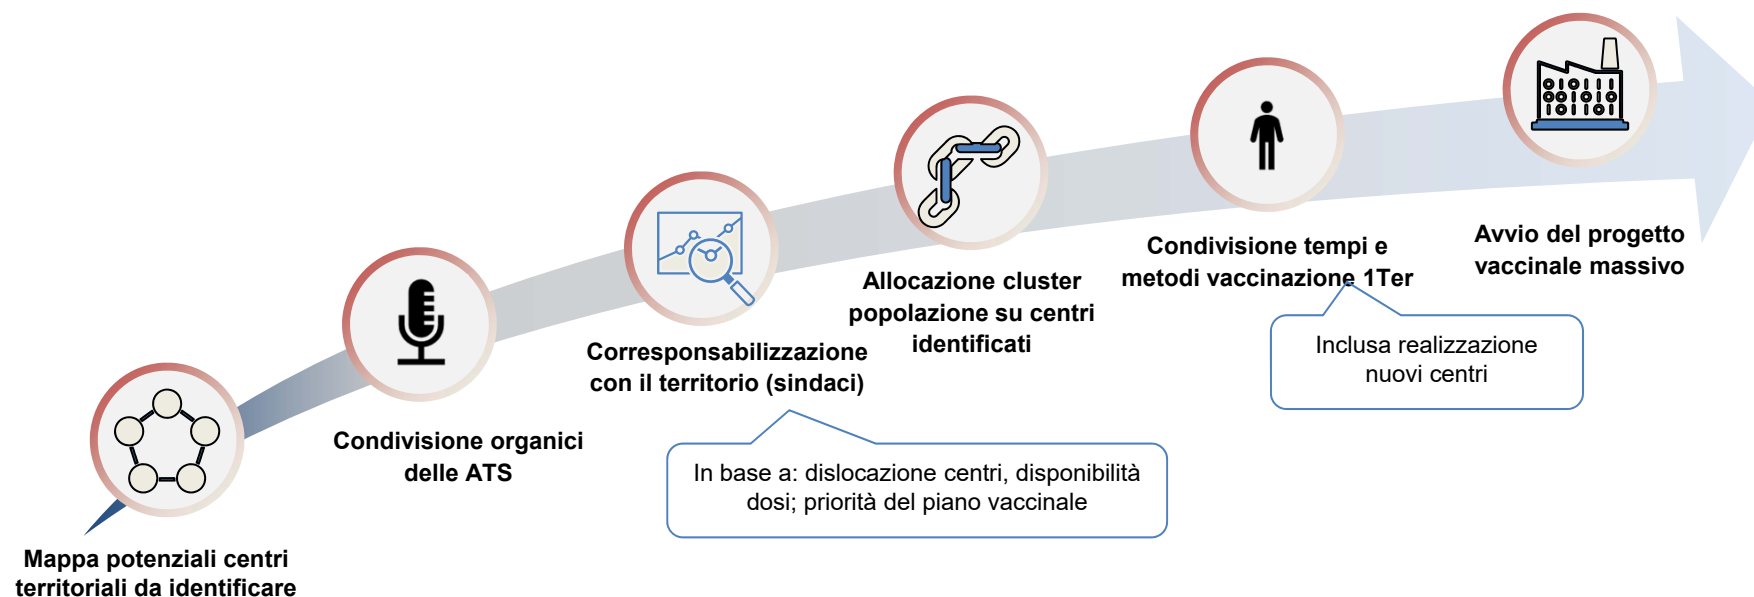 Mappa potenziali centri
territoriali da identificare
Condivisione organici
delle ATS
Corresponsabilizzazione
con il territorio (sindaci)
In base a: dislocazione centri, disponibilità
dosi; priorità del piano vaccinale
Allocazione cluster
popolazione su centri
identificati
Condivisione tempi e
metodi vaccinazione 1Ter
Inclusa realizzazione
nuovi centri
Avvio del progetto
vaccinale massivo